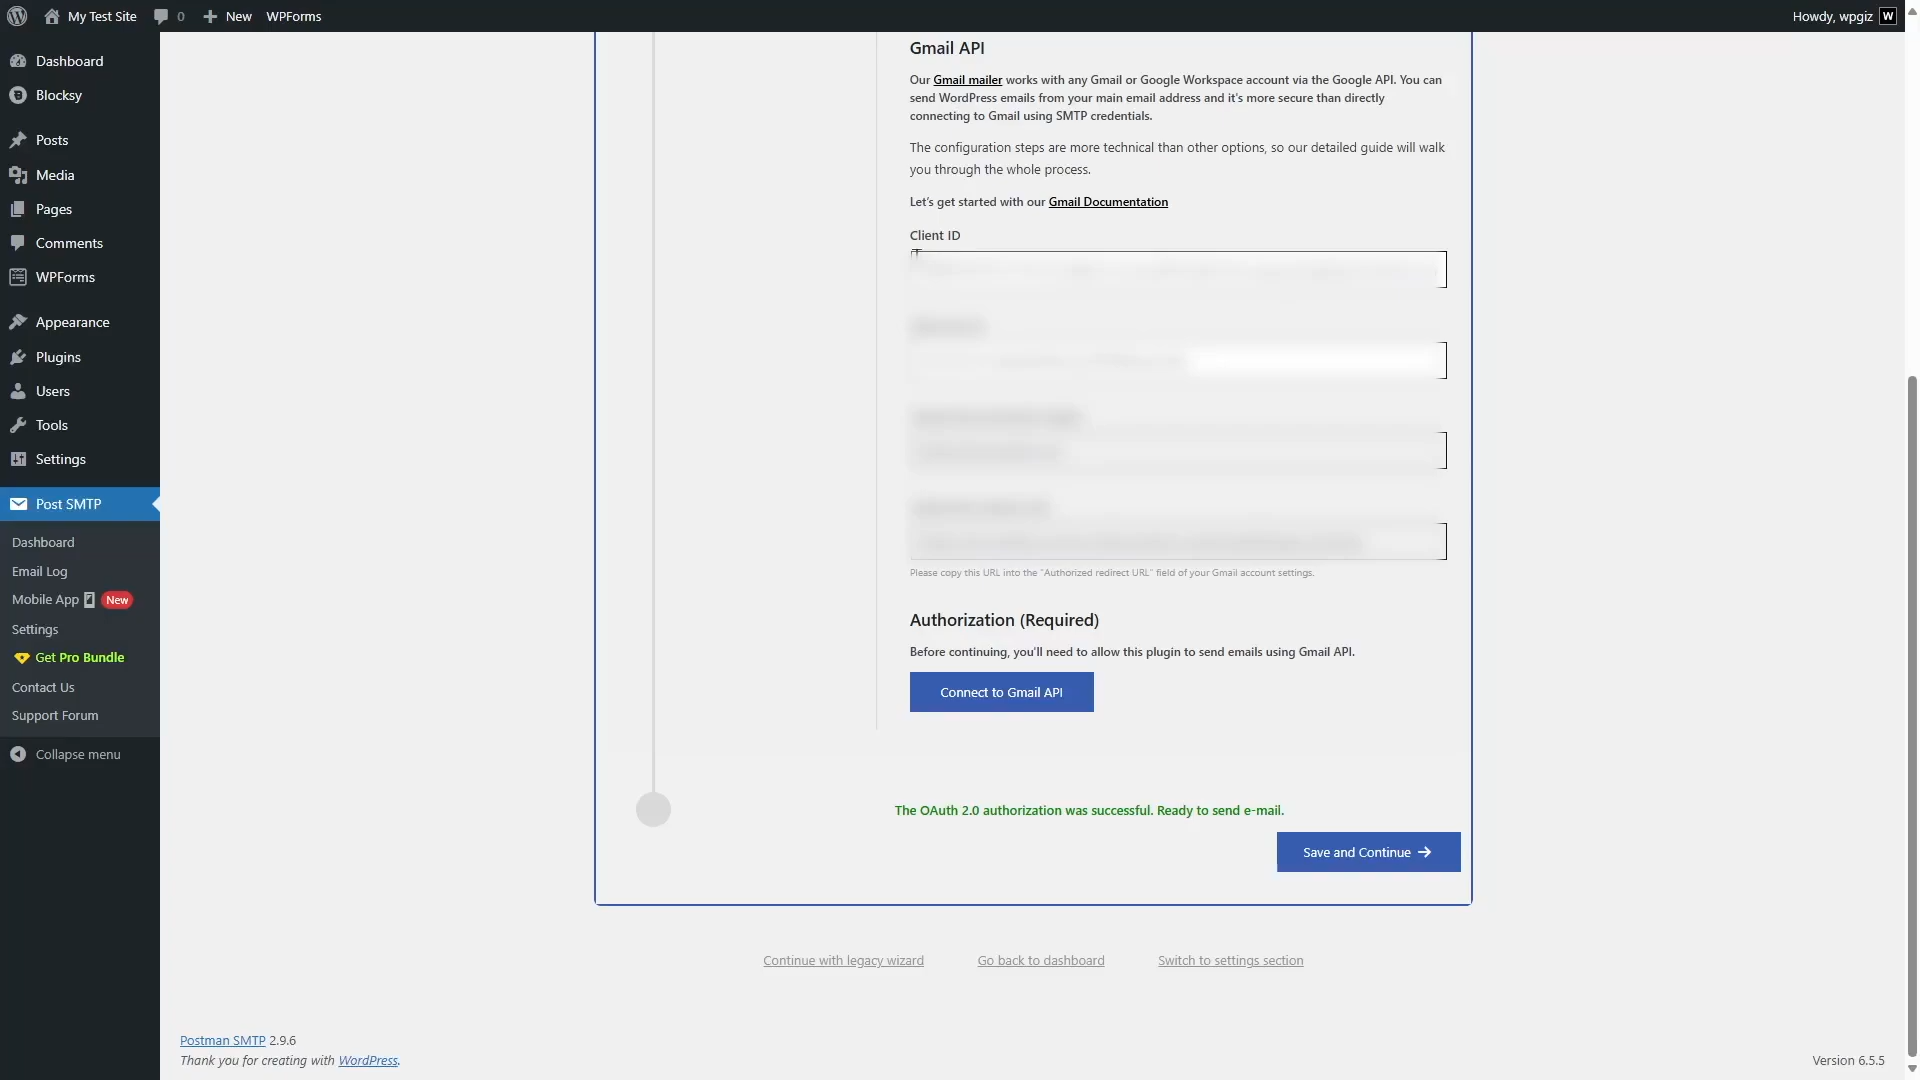 My Test Site
0
New
WPForms
Howdy, wpgiz
W
Dashboard
Blocksy
Posts
Media
Pages
Comments
WPForms
Appearance
Plugins
Users
Tools
Settings
Post SMTP
Dashboard
Email Log
Mobile App New
Settings
Get Pro Bundle
Contact Us
Support Forum
Collapse menu
Gmail API
Our Gmail mailer works with any Gmail or Google Workspace account via the Google API. You can
send WordPress emails from your main email address and it's more secure than directly
connecting to Gmail using SMTP credentials.
The configuration steps are more technical than other options, so our detailed guide will walk
you through the whole process.
Let's get started with our Gmail Documentation
Client ID
Please copy this URL into the "Authorized redirect URL" field of your Gmail account settings.
Authorization (Required)
Before continuing, you'll need to allow this plugin to send emails using Gmail API.
Connect to Gmail API
The OAuth 2.0 authorization was successful. Ready to send e-mail.
Save and Continue
Continue with legacy wizard
Go back to dashboard
Switch to settings section
Postman SMTP 2.9.6
Thank you for creating with WordPress.
Version 6.5.5